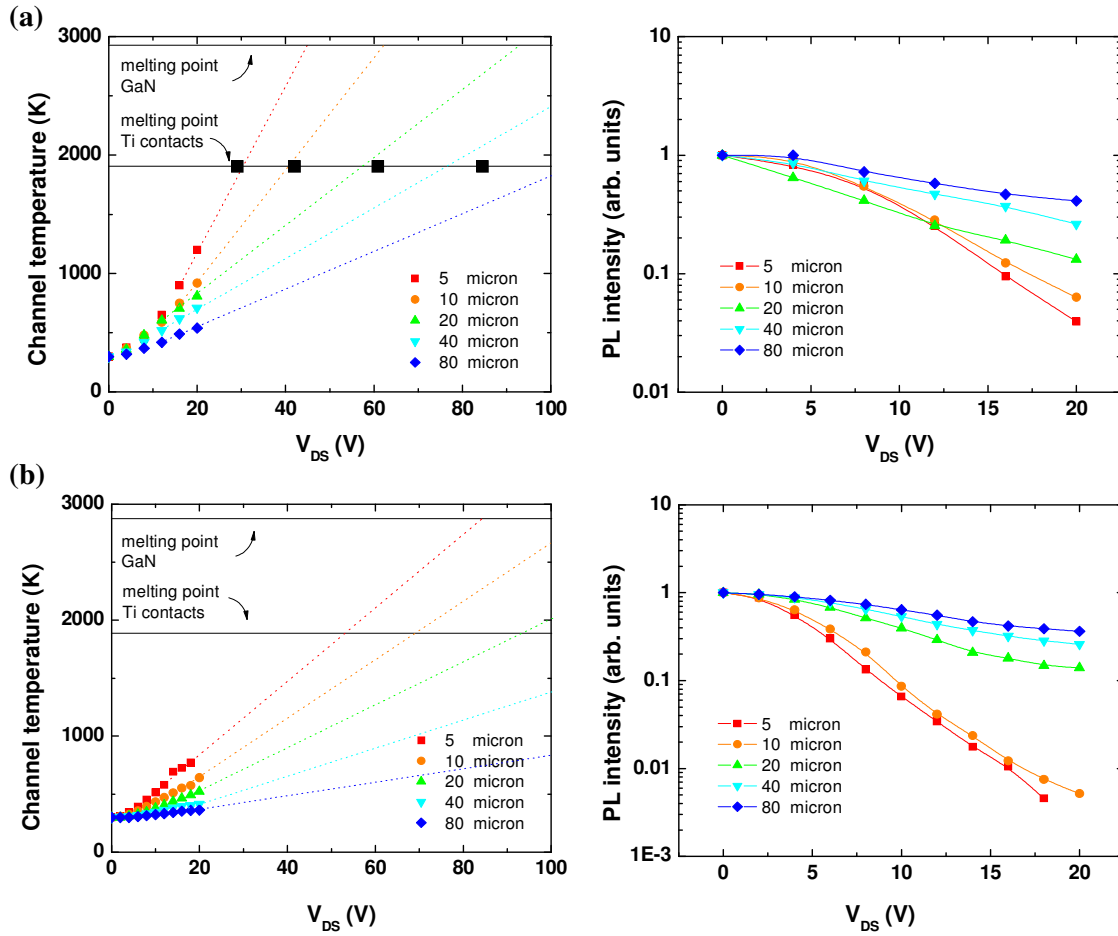 (a)
3000
2000
1000
0
Channel temperature (K)
melting point
GaN
melting point
Ti contacts
5 micron
10 micron
20 micron
40 micron
80 micron
0 20 40 60 80 100
V_DS (V)
10
1
0.1
0.01
PL intensity (arb. units)
5 micron
10 micron
20 micron
40 micron
80 micron
0 5 10 15 20
V_DS (V)
(b)
3000
2000
1000
0
Channel temperature (K)
melting point
GaN
melting point
Ti contacts
5 micron
10 micron
20 micron
40 micron
80 micron
0 20 40 60 80 100
V_DS (V)
10
1
0.1
0.01
1E-3
PL intensity (arb. units)
5 micron
10 micron
20 micron
40 micron
80 micron
0 5 10 15 20
V_DS (V)